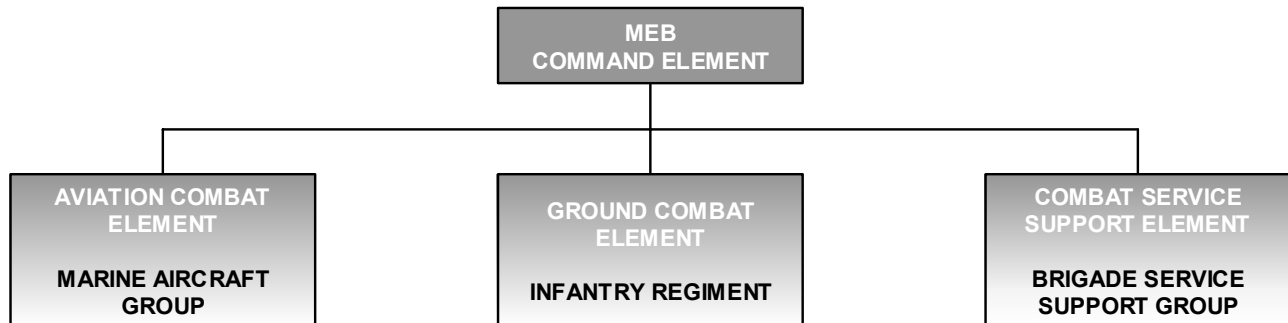 MEB
COMMAND ELEMENT
AVIATION COMBAT
ELEMENT
MARINE AIRCRAFT
GROUP
GROUND COMBAT
ELEMENT
INFANTRY REGIMENT
COMBAT SERVICE
SUPPORT ELEMENT
BRIGADE SERVICE
SUPPORT GROUP